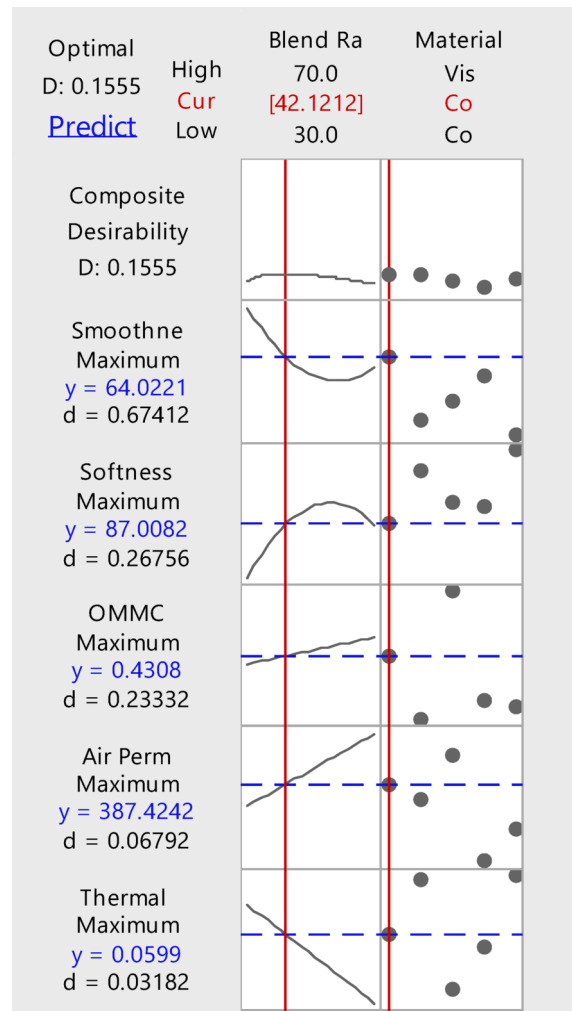 Optimal
D: 0.1555
Predict
High
Cur
Low
Blend Ra
70.0
[42.1212]
30.0
Material
Vis
Co
Co
Composite
Desirability
D: 0.1555
Smoothne
Maximum
y = 64.0221
d = 0.67412
Softness
Maximum
y = 87.0082
d = 0.26756
OMMC
Maximum
y = 0.4308
d = 0.23332
Air Perm
Maximum
y = 387.4242
d = 0.06792
Thermal
Maximum
y = 0.0599
d = 0.03182